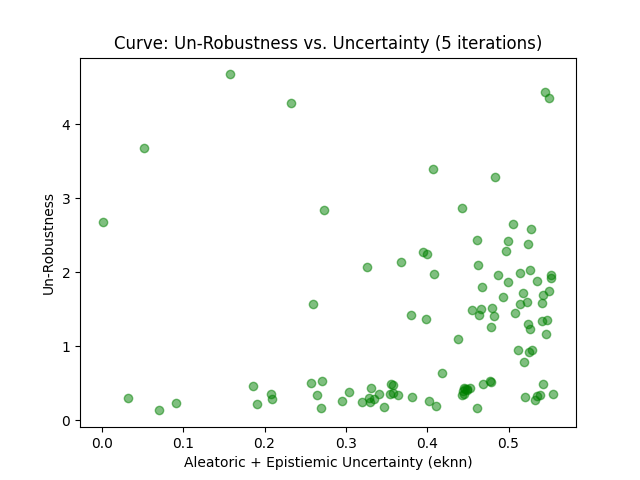 Curve: Un-Robustness vs. Uncertainty (5 iterations)
4
3
2
1
0
Un-Robustness
0.0 0.1 0.2 0.3 0.4 0.5
Aleatoric + Epistiemic Uncertainty (eknn)